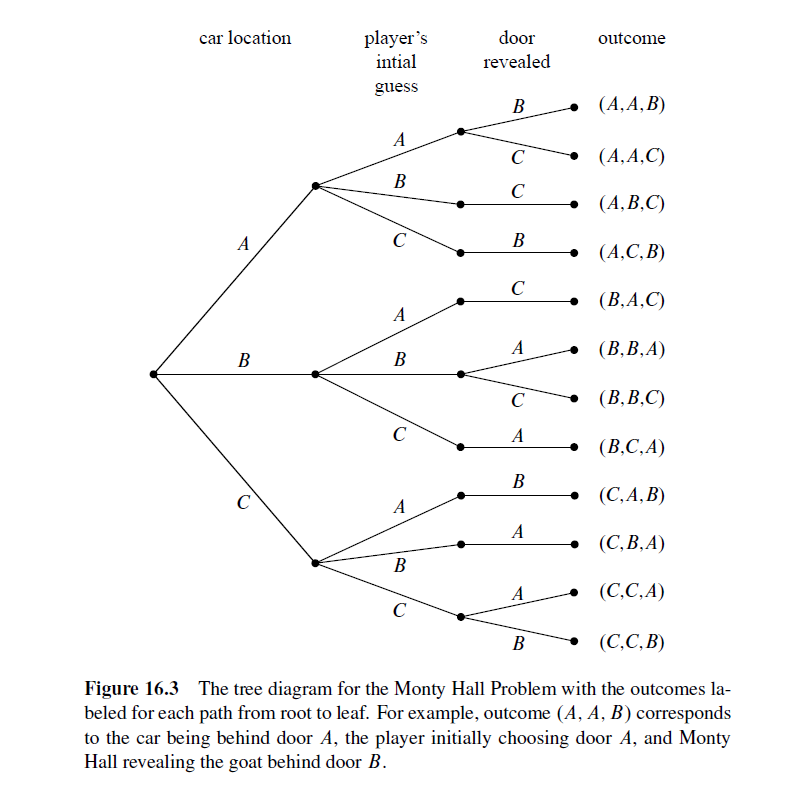 car location
player’s
intial
guess
door
revealed
outcome
B
(A,A,B)
A
C
(A,A,C)
B
C
(A,B,C)
A
C
B
(A,C,B)
C
(B,A,C)
A
B
B
A
(B,B,A)
C
(B,B,C)
C
A
(B,C,A)
C
A
B
(C,A,B)
A
(C,B,A)
B
A
(C,C,A)
C
B
(C,C,B)
Figure 16.3 The tree diagram for the Monty Hall Problem with the outcomes la-
beled for each path from root to leaf. For example, outcome (A, A, B) corresponds
to the car being behind door A, the player initially choosing door A, and Monty
Hall revealing the goat behind door B.